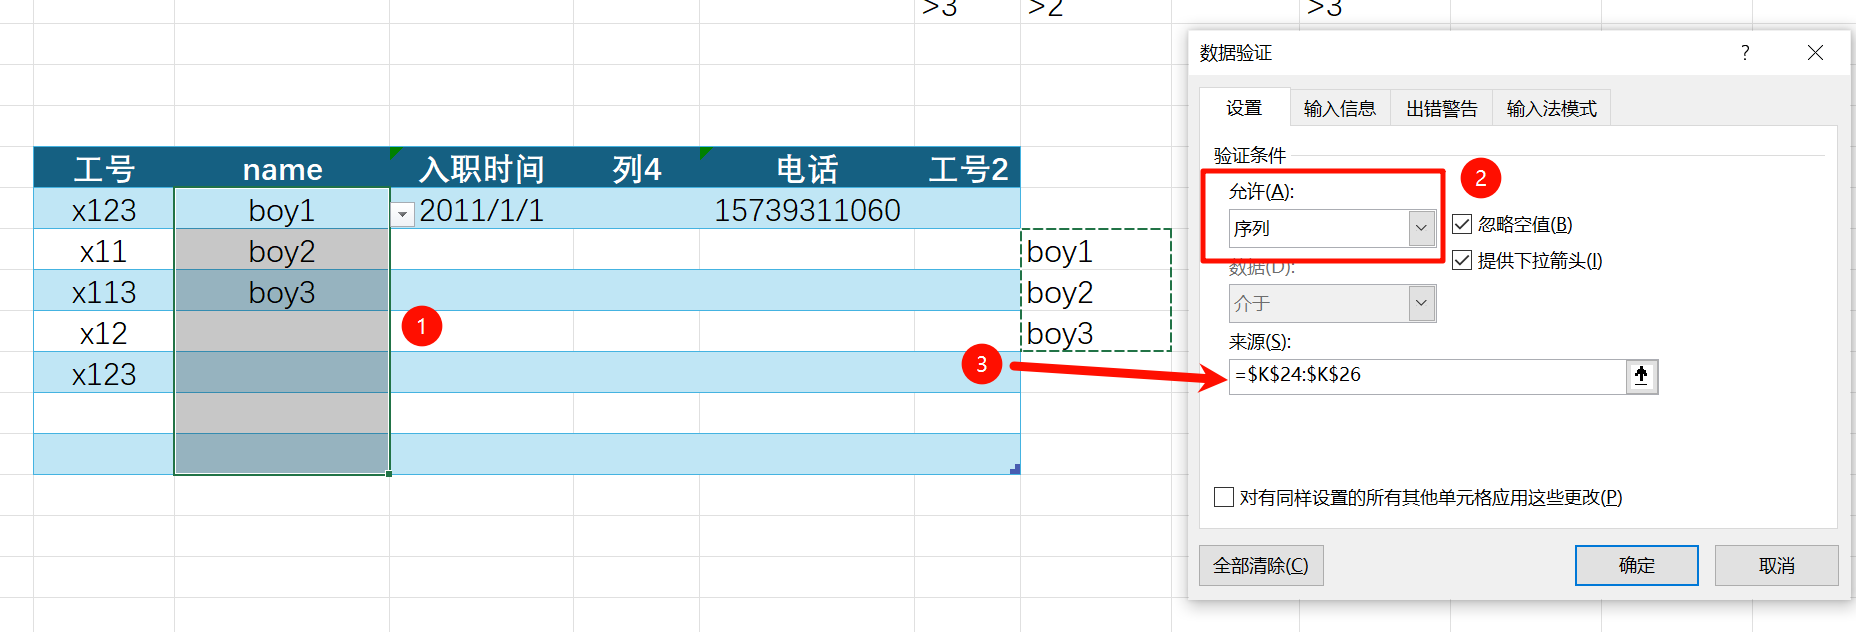 >3 >2 >3
数据验证 ?
设置 输入信息 出错警告 输入法模式
验证条件
允许(A): 2
序列 忽略空值(B)
数据(D): 提供下拉箭头(I)
介于
来源(S):
=$K$24:$K$26
对有同样设置的所有其他单元格应用这些更改(P)
全部清除(C) 确定 取消
工号 name 入职时间 列4 电话 工号2
x123 boy1 2011/1/1 15739311060
x11 boy2 boy1
x113 boy3 boy2
x12 1 boy3
x123 3